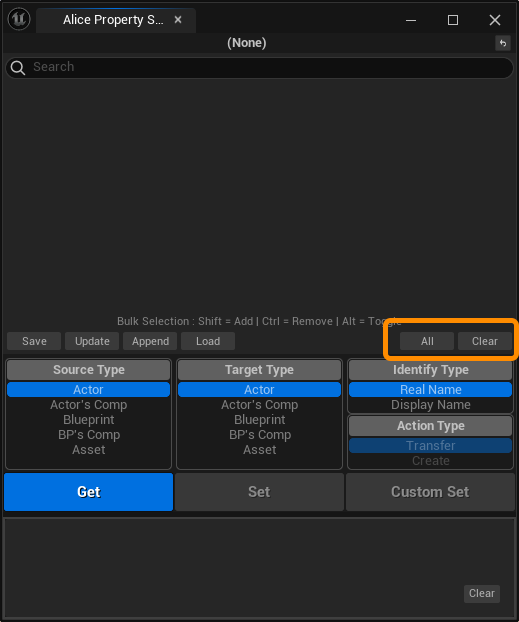 Alice Property S...
(None)
Search
Bulk Selection : Shift = Add | Ctrl = Remove | Alt = Toggle
Save Update Append Load All Clear
Source Type Target Type Identify Type
Actor Actor Real Name
Actor's Comp Actor's Comp Display Name
Blueprint Blueprint Action Type
BP's Comp BP's Comp Transfer
Asset Asset Create
Get Set Custom Set
Clear